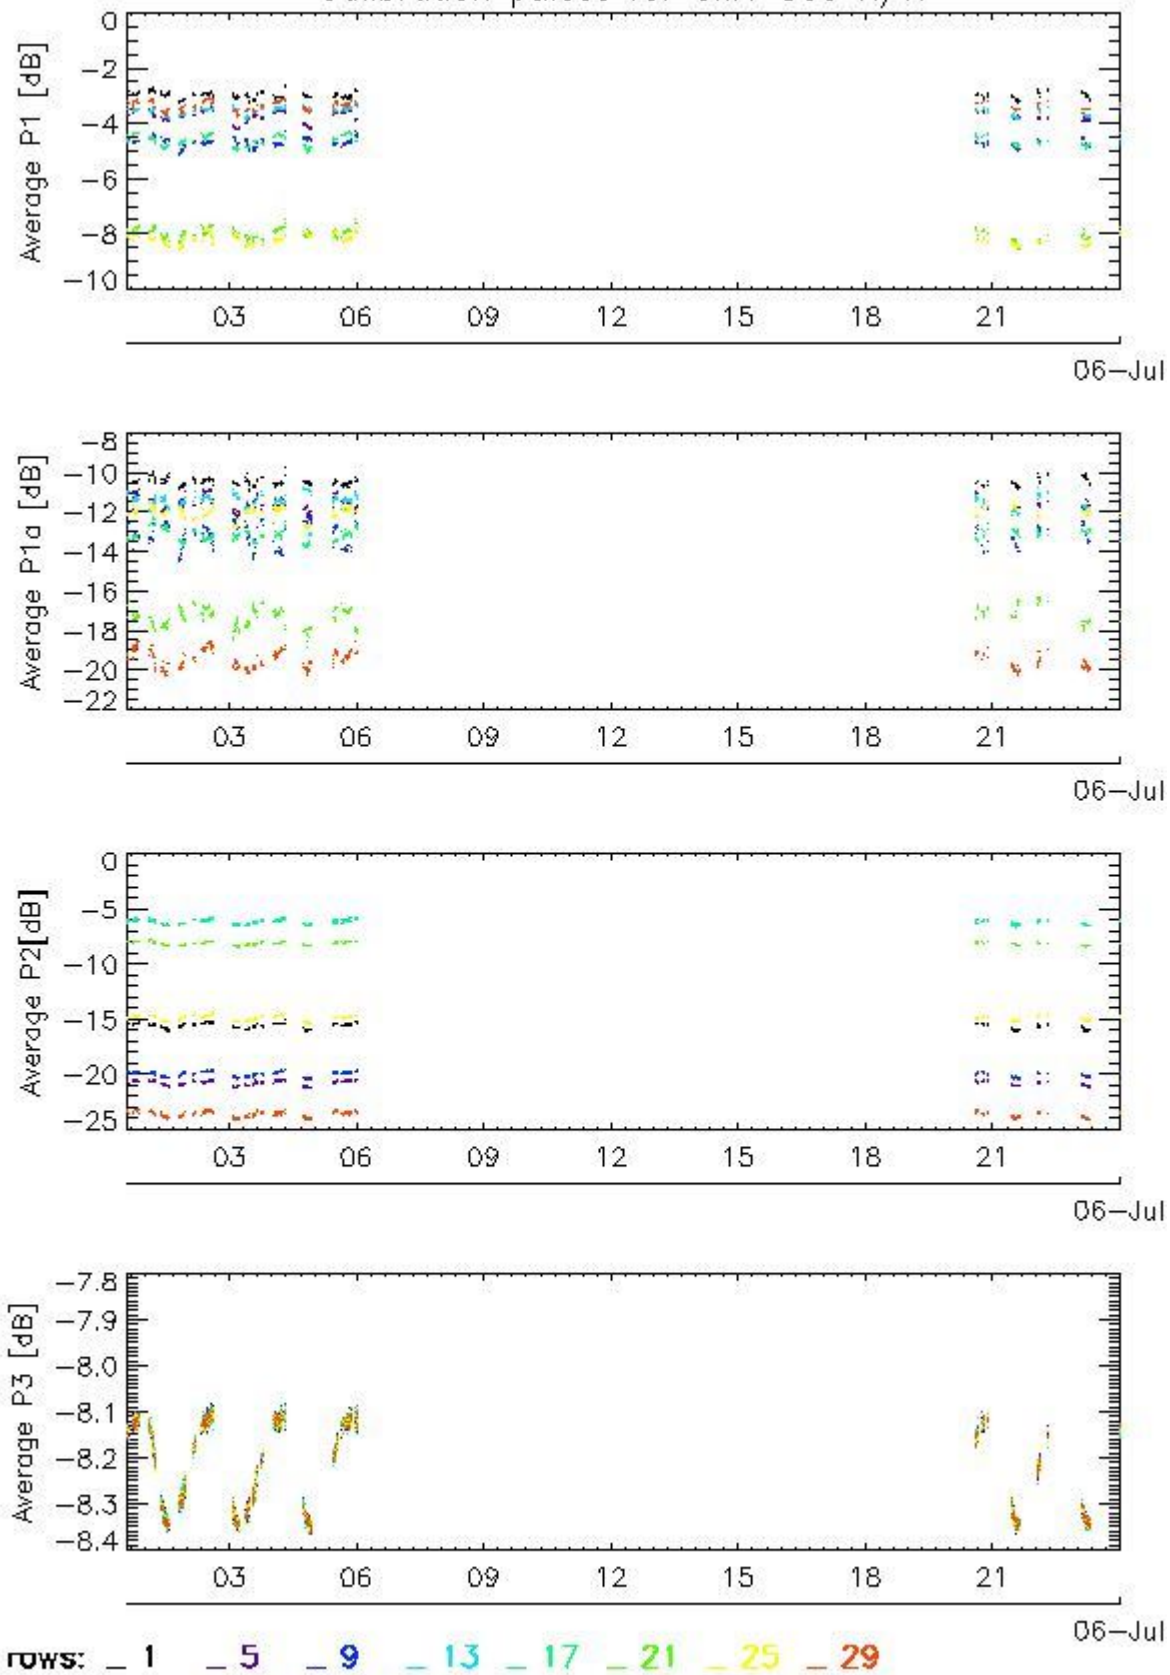 Average P1 [dB]
0
−2
−4
−6
−8
−10
03 06 09 12 15 18 21
06−Jul
Average P1a [dB]
−8
−10
−12
−14
−16
−18
−20
−22
03 06 09 12 15 18 21
06−Jul
Average P2[dB]
0
−5
−10
−15
−20
−25
03 06 09 12 15 18 21
06−Jul
Average P3 [dB]
−7.8
−7.9
−8.0
−8.1
−8.2
−8.3
−8.4
03 06 09 12 15 18 21
06−Jul
rows: _ 1 _ 5 _ 9 _ 13 _ 17 _ 21 _ 25 _ 29